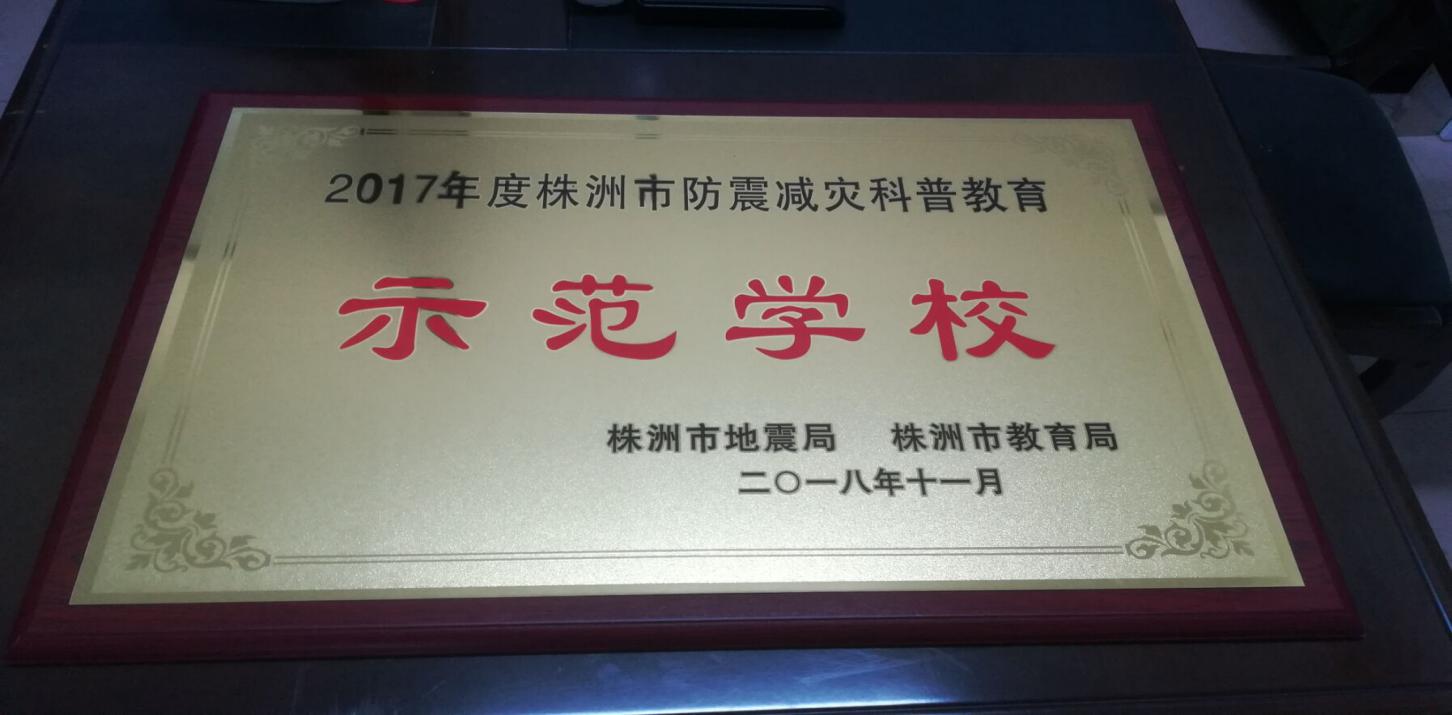 2017年度株洲市防震减灾科普教育
示范学校
株洲市地震局 株洲市教育局
二〇一八年十一月